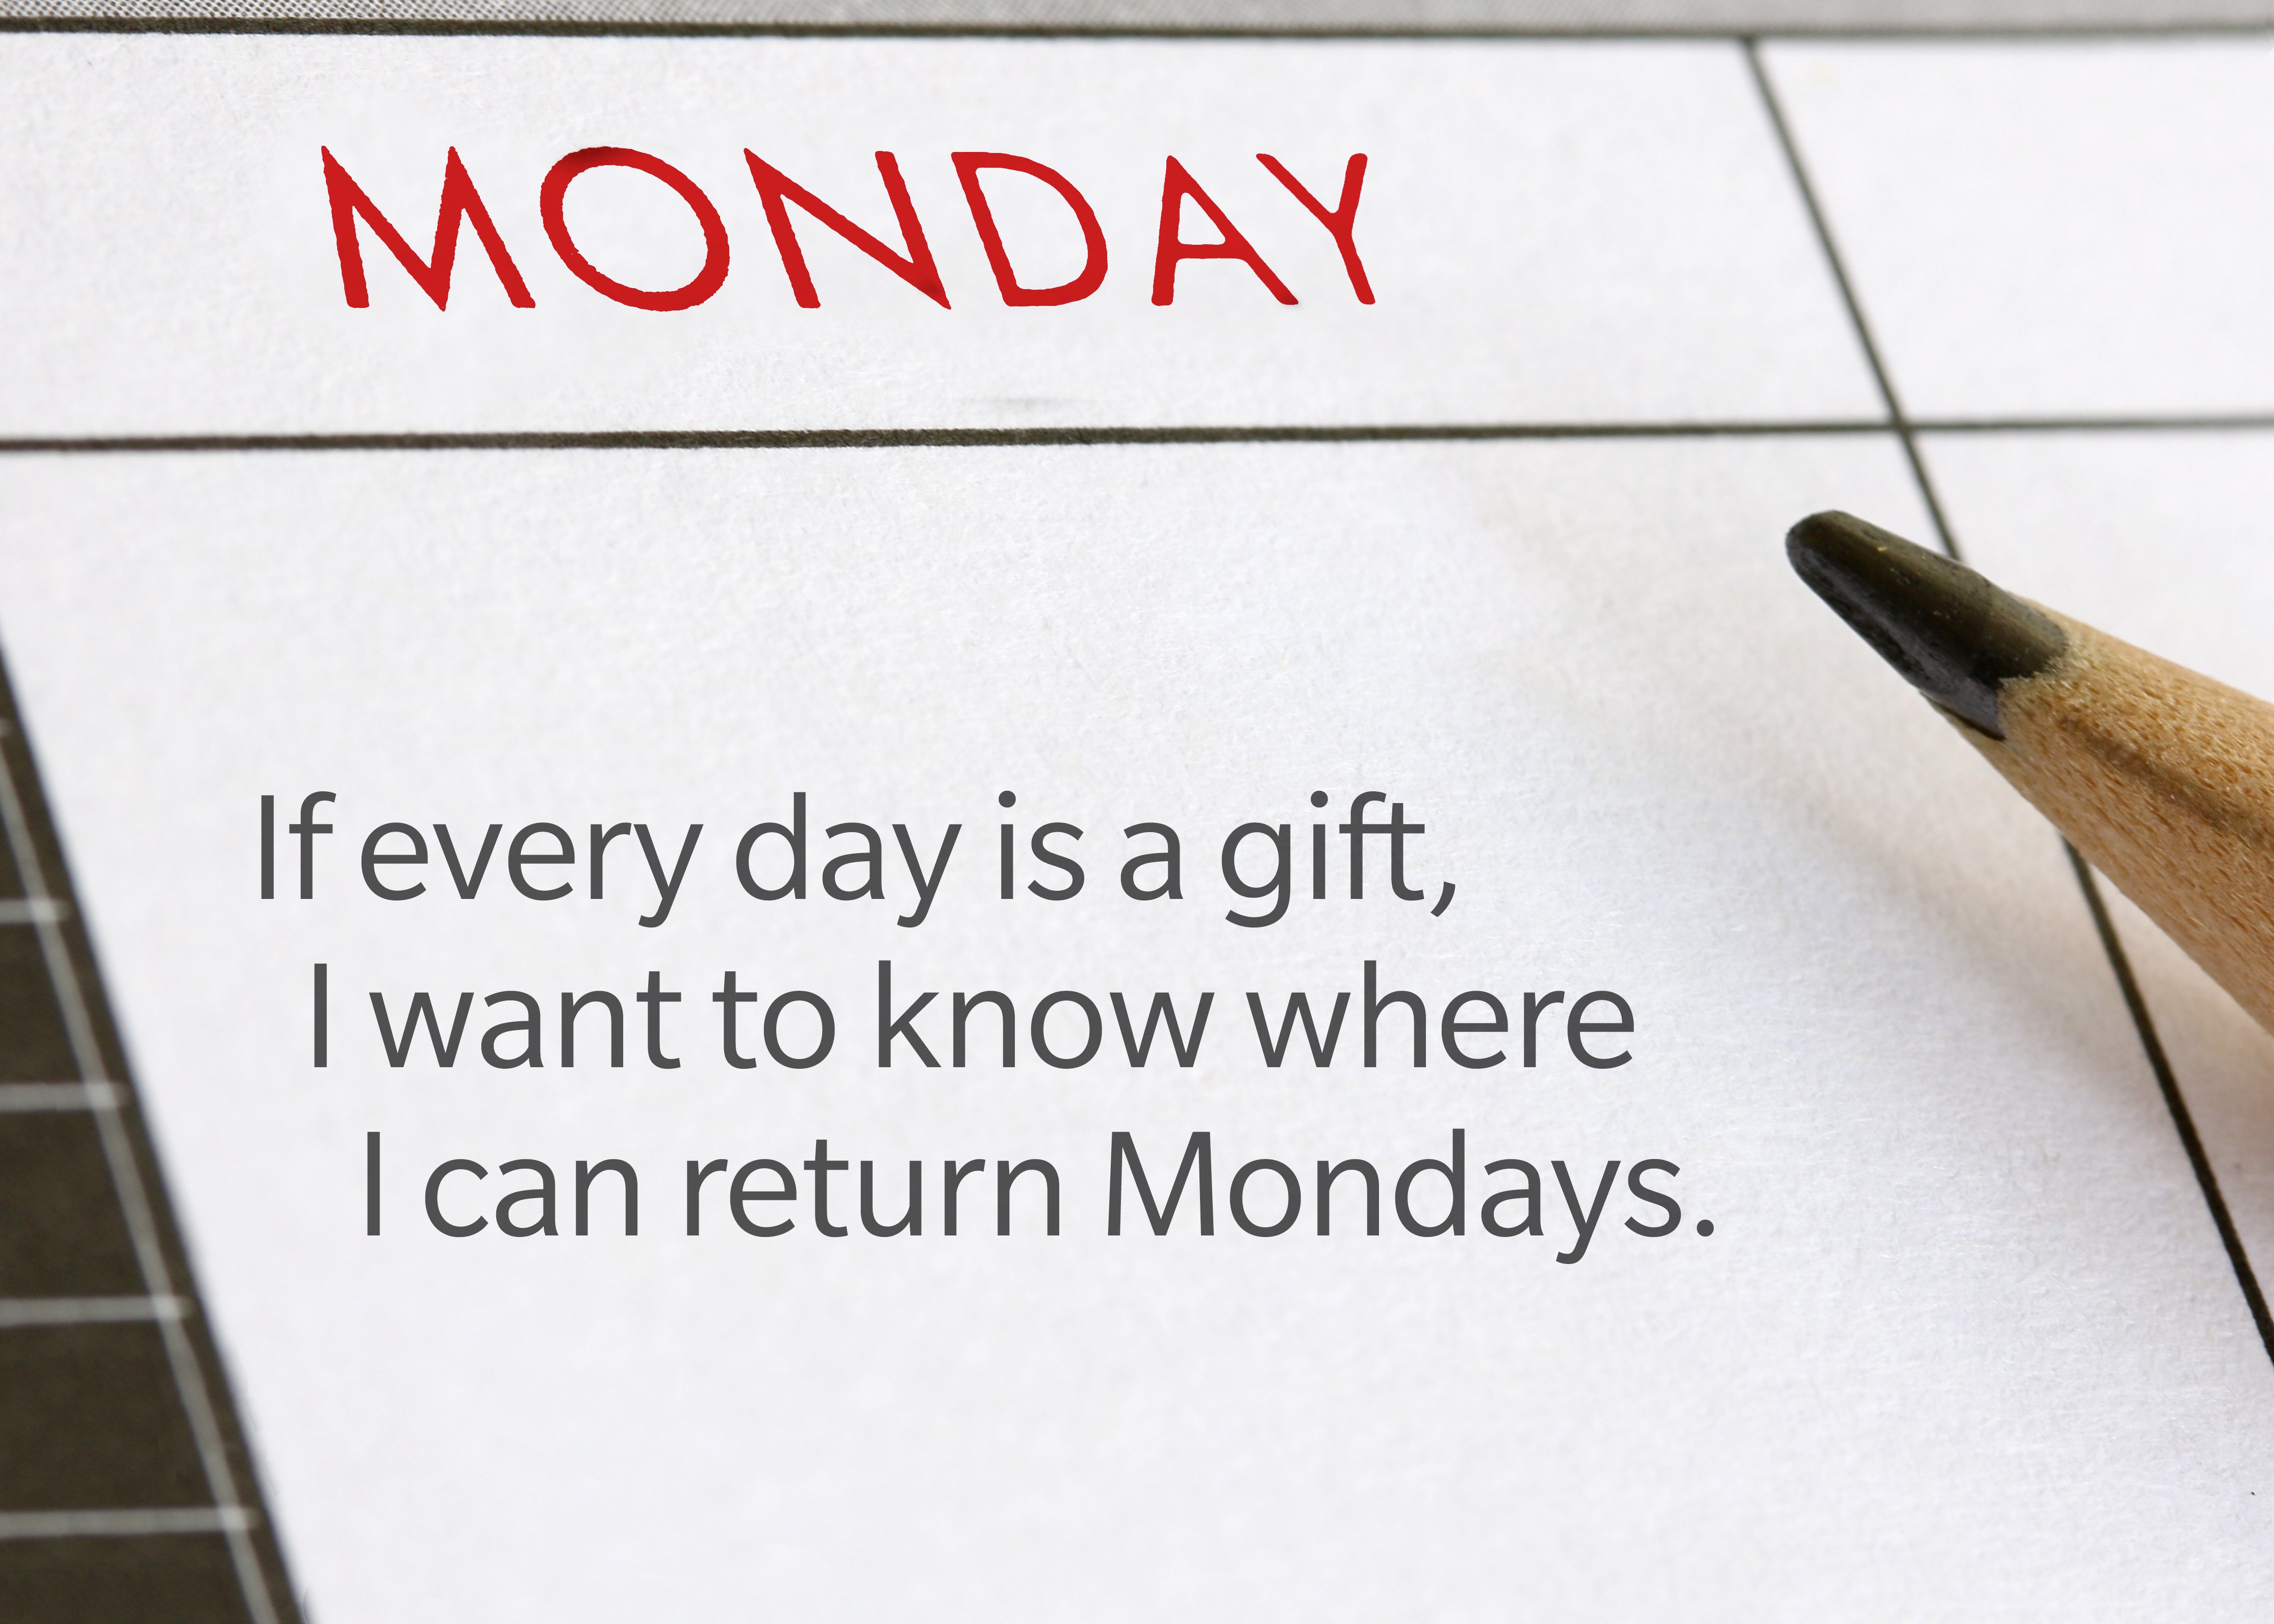 MONDAY
If every day is a gift,
I want to know where
I can return Mondays.